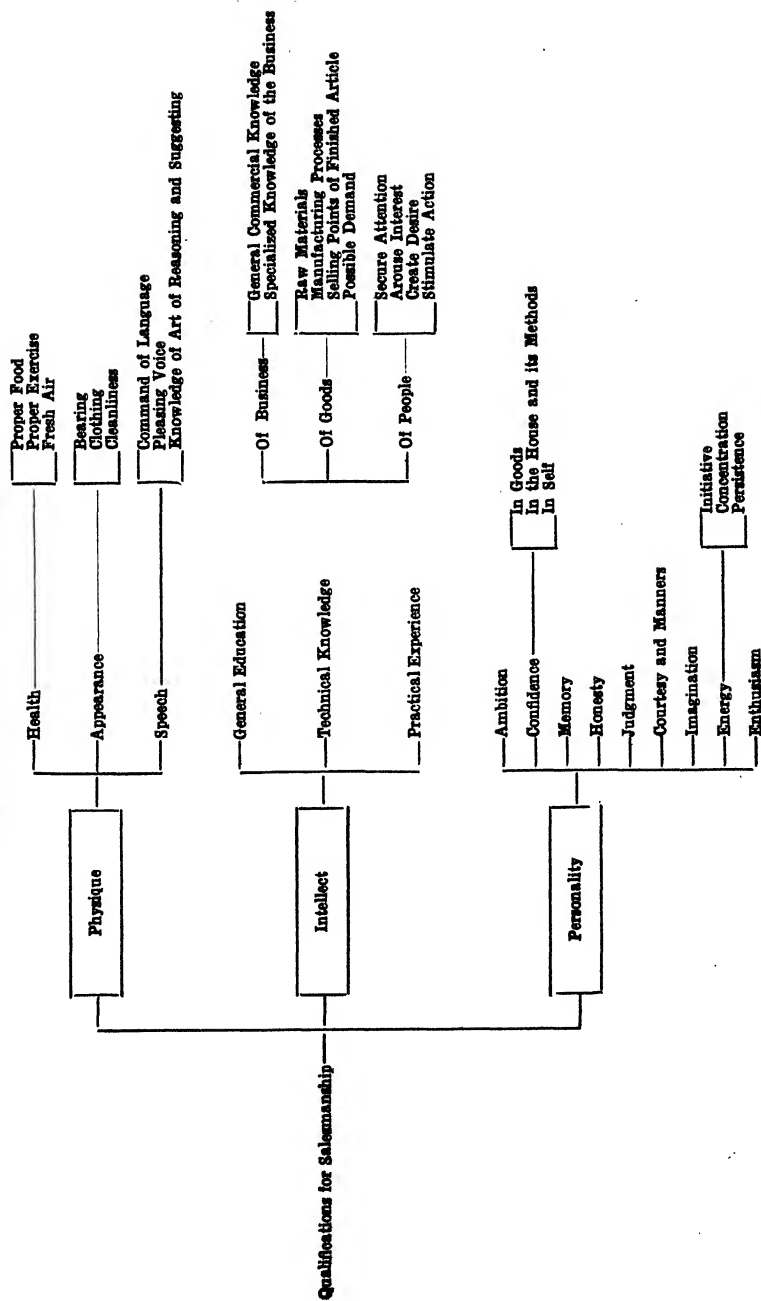 Qualifications for Salesmanship
Physique
Health
Proper Food
Proper Exercise
Fresh Air
Appearance
Bearing
Clothing
Cleanliness
Speech
Command of Language
Pleasing Voice
Knowledge of Art of Reasoning and Suggesting
Intellect
General Education
Technical Knowledge
Of Business
General Commercial Knowledge
Specialized Knowledge of the Business
Of Goods
Raw Materials
Manufacturing Processes
Selling Points of Finished Article
Possible Demand
Of People
Secure Attention
Arouse Interest
Create Desire
Stimulate Action
Practical Experience
Personality
Ambition
Confidence
In Goods
In the House and its Methods
In Self
Memory
Honesty
Judgment
Courtesy and Manners
Imagination
Energy
Initiative
Concentration
Persistence
Enthusiasm